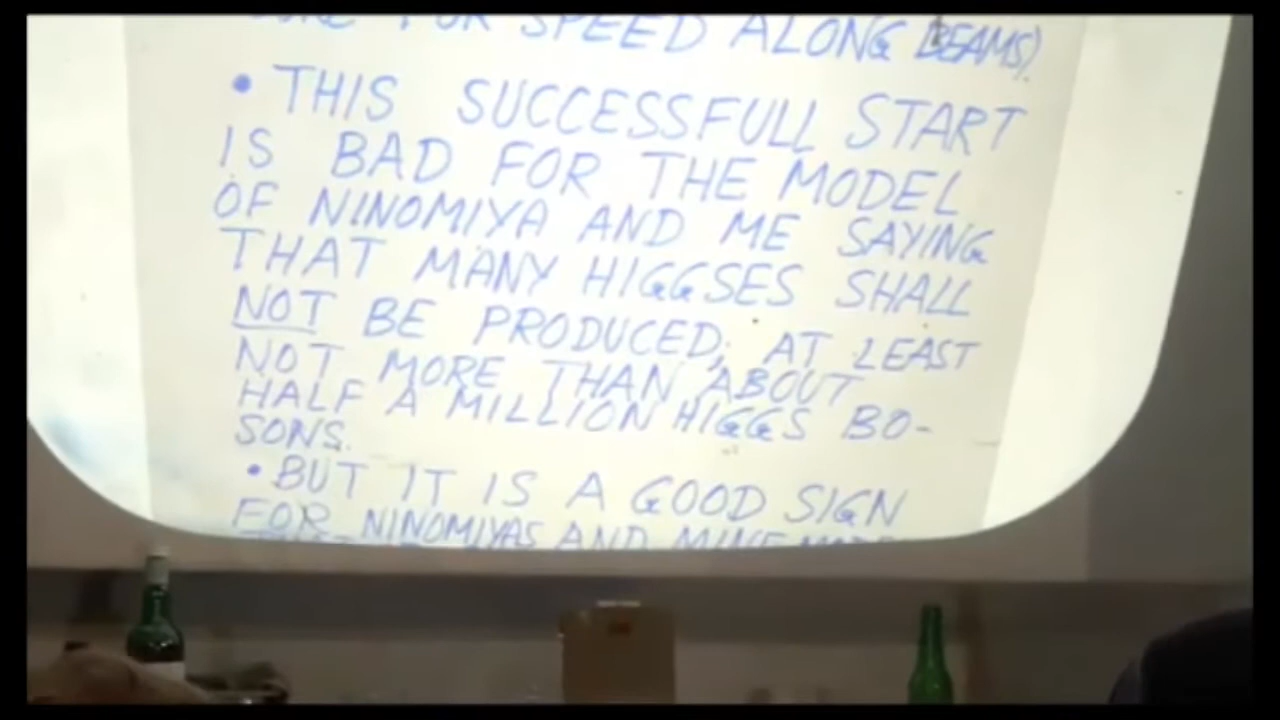 FOR SPEED ALONG BEAMS)
• THIS SUCCESSFULL START
IS BAD FOR THE MODEL
OF NINOMIYA AND ME SAYING
THAT MANY HIGGSES SHALL
NOT BE PRODUCED; AT LEAST
NOT MORE THAN ABOUT
HALF A MILLION HIGGS BO-
SONS.
• BUT IT IS A GOOD SIGN
FOR NINOMIYAS AND MINE